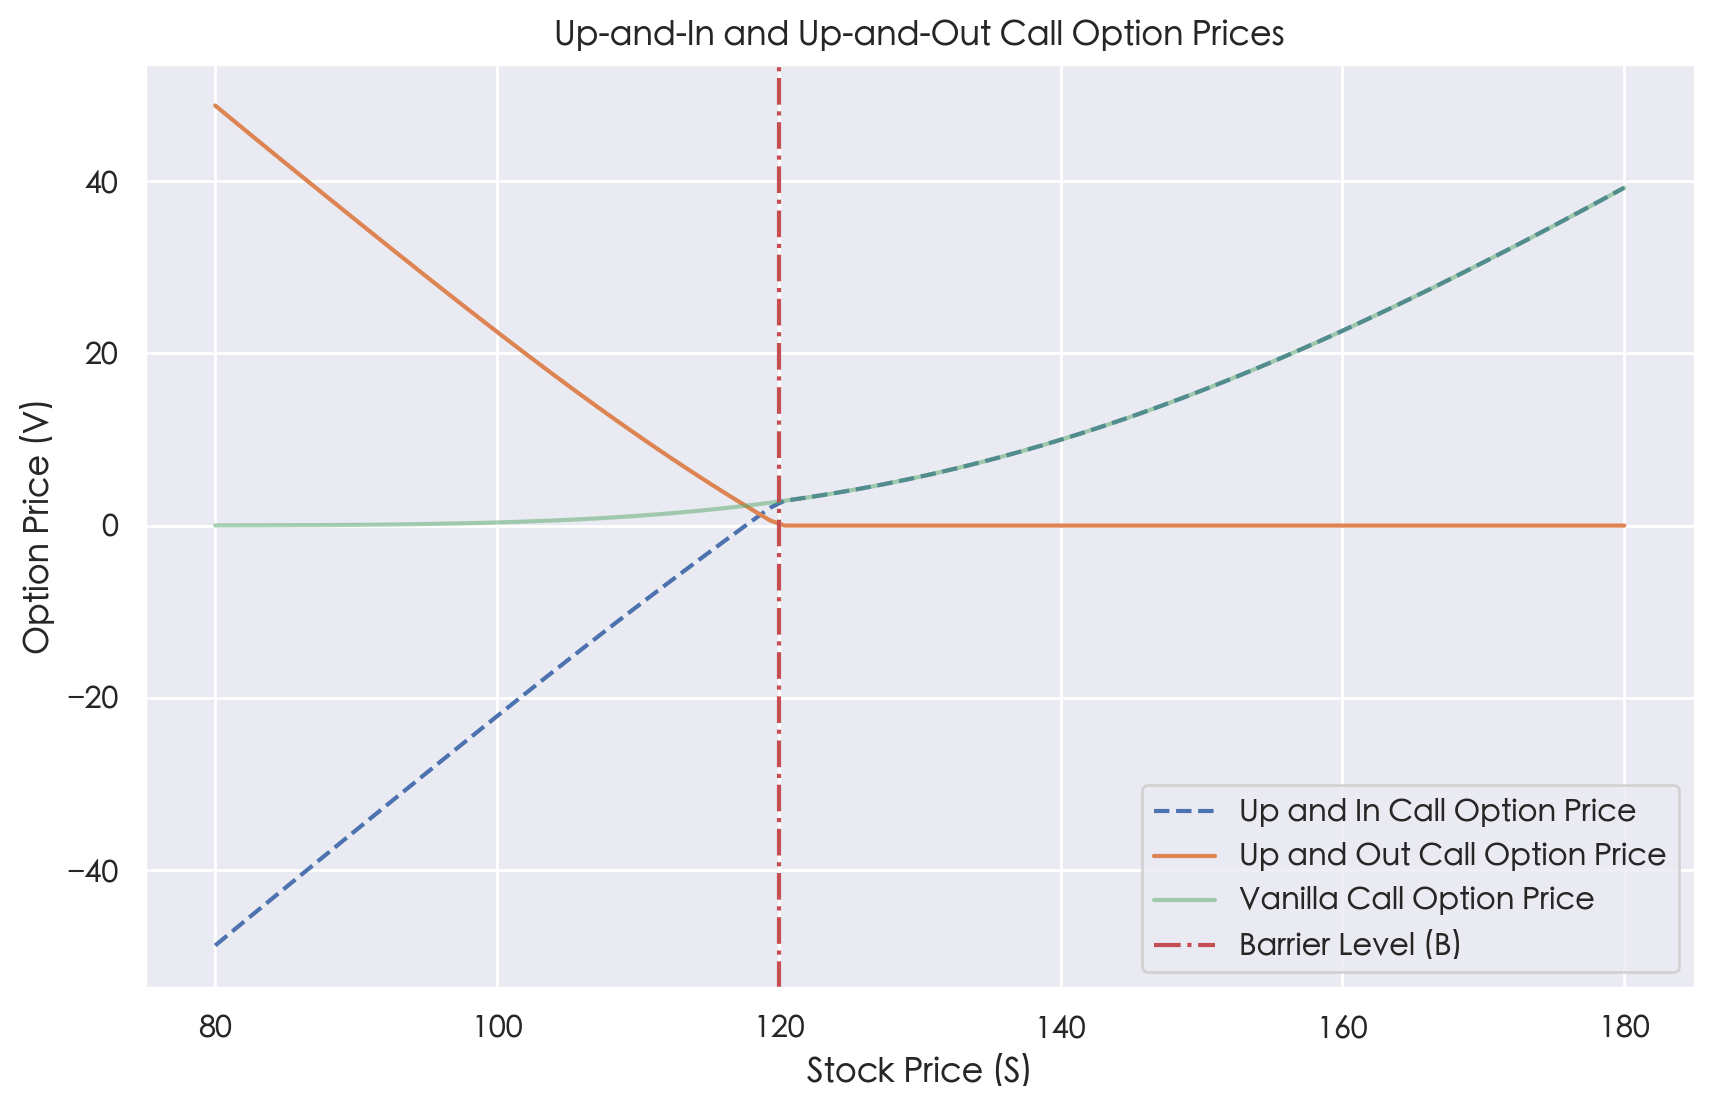 Up-and-In and Up-and-Out Call Option Prices
Option Price (V)
40
20
0
−20
−40
80
100
120
140
160
180
Stock Price (S)
Up and In Call Option Price
Up and Out Call Option Price
Vanilla Call Option Price
Barrier Level (B)